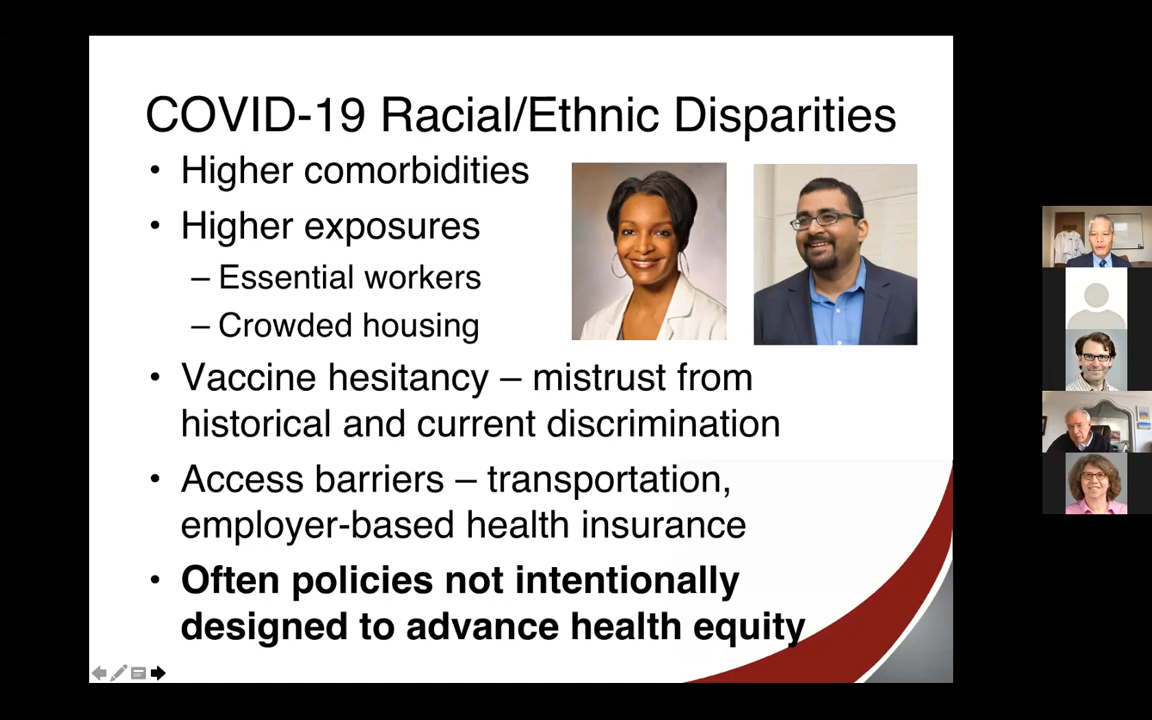 COVID-19 Racial/Ethnic Disparities
• Higher comorbidities
• Higher exposures
– Essential workers
– Crowded housing
• Vaccine hesitancy – mistrust from
historical and current discrimination
• Access barriers – transportation,
employer-based health insurance
• Often policies not intentionally
designed to advance health equity